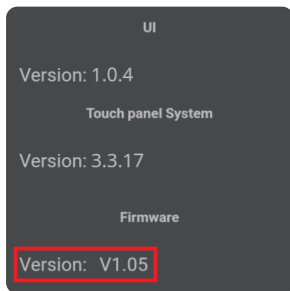 UI
Version: 1.0.4
Touch panel System
Version: 3.3.17
Firmware
Version: V1.05